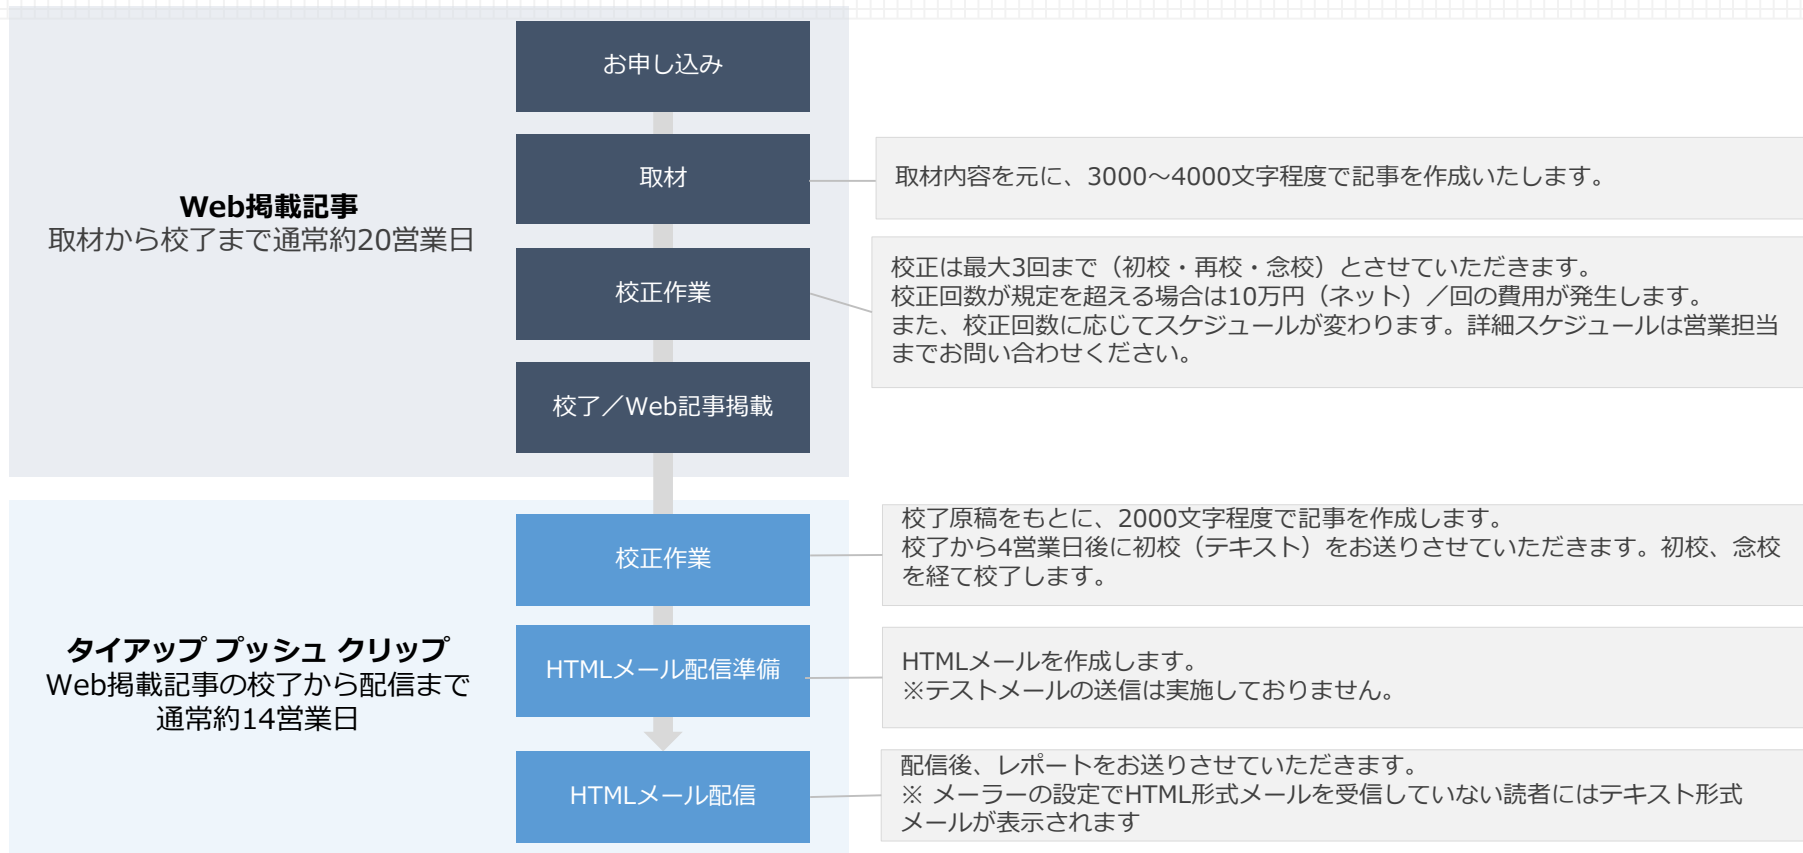 お申し込み
取材
取材内容を元に、3000～4000文字程度で記事を作成いたします。
Web掲載記事
取材から校了まで通常約20営業日
校正作業
校正は最大3回まで（初校・再校・念校）とさせていただきます。
校正回数が規定を超える場合は10万円（ネット）／回の費用が発生します。
また、校正回数に応じてスケジュールが変わります。詳細スケジュールは営業担当
までお問い合わせください。
校了／Web記事掲載
校正作業
校了原稿をもとに、2000文字程度で記事を作成します。
校了から4営業日後に初校（テキスト）をお送りさせていただきます。初校、念校
を経て校了します。
タイアップ プッシュ クリップ
Web掲載記事の校了から配信まで
通常約14営業日
HTMLメール配信準備
HTMLメールを作成します。
※テストメールの送信は実施しておりません。
HTMLメール配信
配信後、レポートをお送りさせていただきます。
※ メーラーの設定でHTML形式メールを受信していない読者にはテキスト形式
メールが表示されます